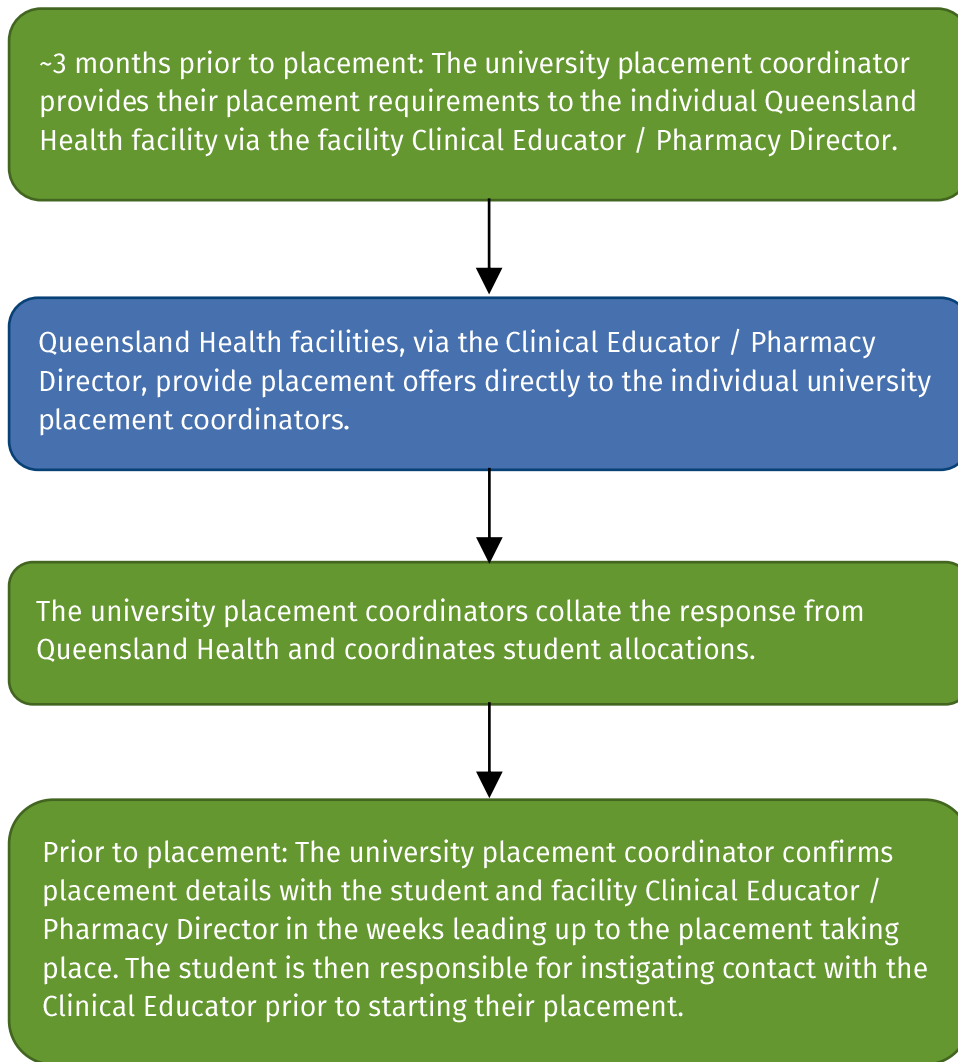 ~3 months prior to placement: The university placement coordinator
provides their placement requirements to the individual Queensland
Health facility via the facility Clinical Educator / Pharmacy Director.
Queensland Health facilities, via the Clinical Educator / Pharmacy
Director, provide placement offers directly to the individual university
placement coordinators.
The university placement coordinators collate the response from
Queensland Health and coordinates student allocations.
Prior to placement: The university placement coordinator confirms
placement details with the student and facility Clinical Educator /
Pharmacy Director in the weeks leading up to the placement taking
place. The student is then responsible for instigating contact with the
Clinical Educator prior to starting their placement.